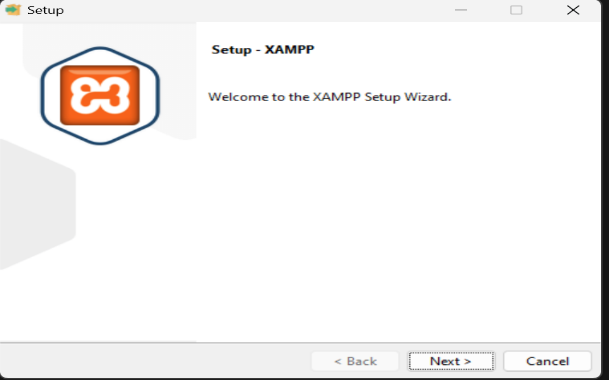 Setup
Setup - XAMPP
Welcome to the XAMPP Setup Wizard.
< Back
Next >
Cancel